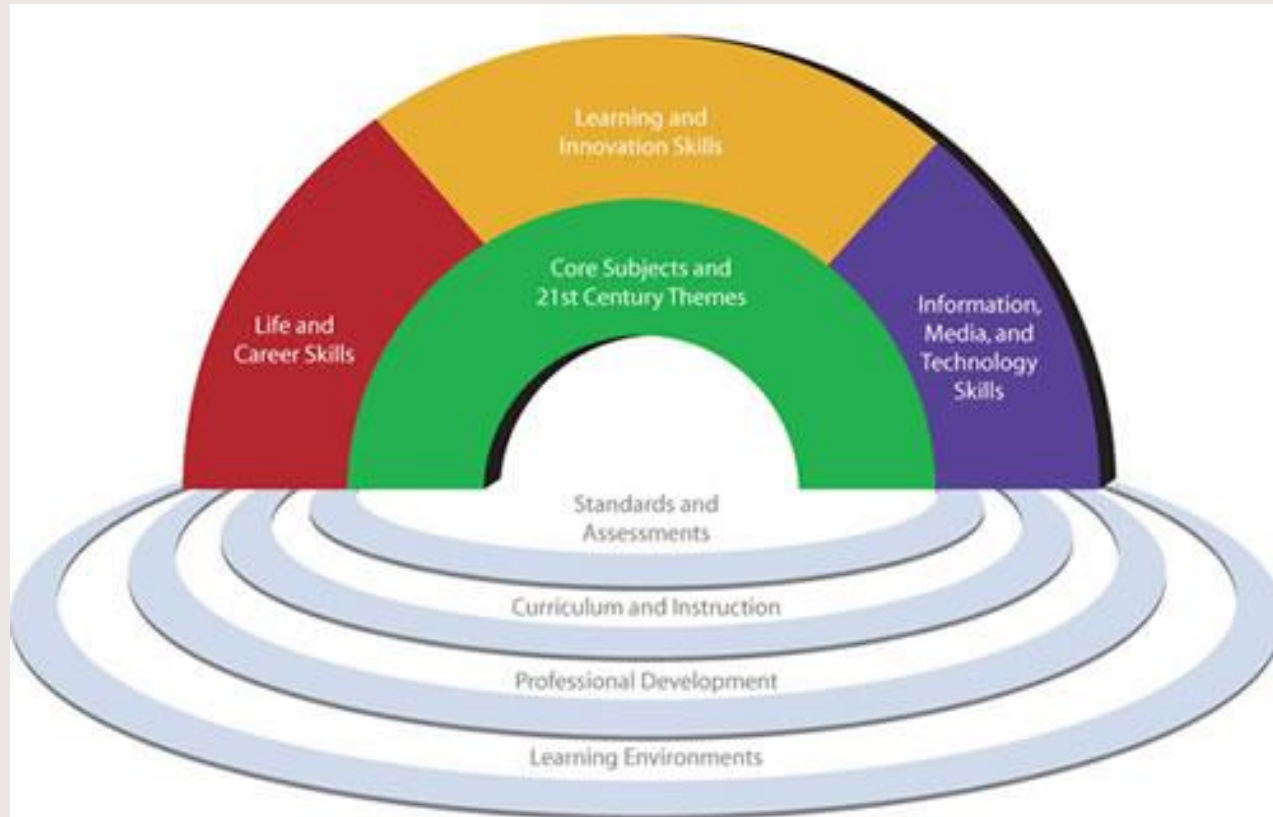 Learning and
Innovation Skills
Core Subjects and
21st Century Themes
Life and
Career Skills
Information,
Media, and
Technology
Skills
Standards and
Assessments
Curriculum and Instruction
Professional Development
Learning Environments